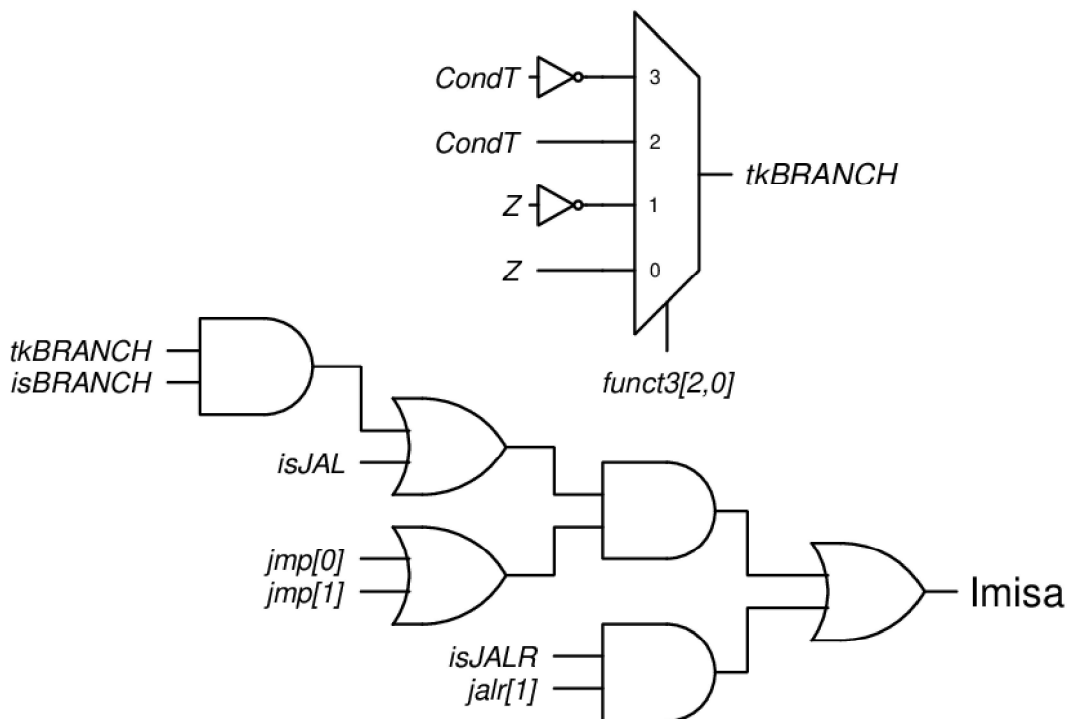 CondT 3
CondT 2
tkBRANCH
Z 1
Z 0
funct3[2,0]
tkBRANCH
isBRANCH
isJAL
jmp[0]
jmp[1]
Imisa
isJALR
jalr[1]